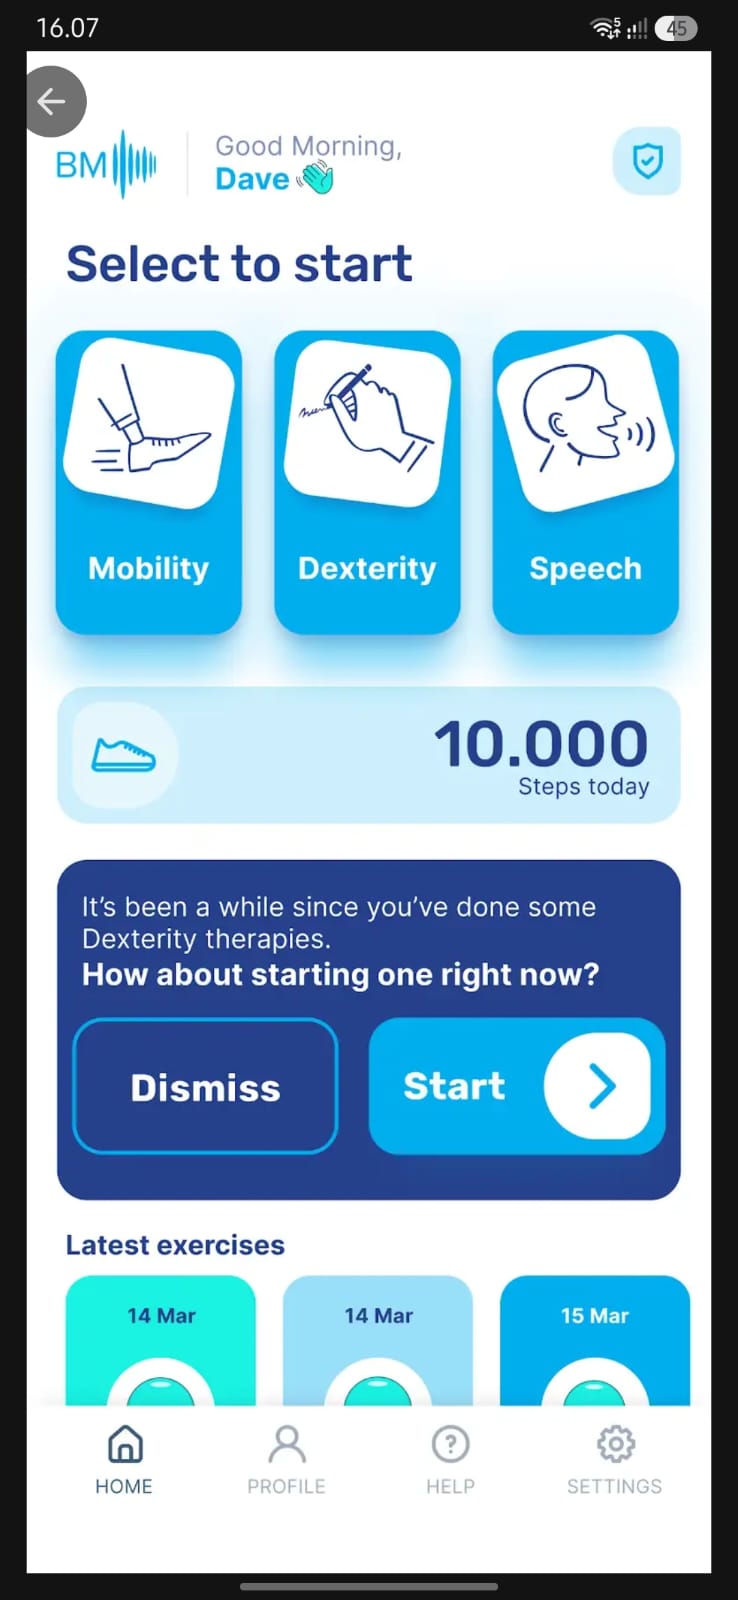 16.07
5
45
BM
Good Morning,
Dave
Select to start
Mobility
Dexterity
Speech
10.000
Steps today
It's been a while since you've done some
Dexterity therapies.
How about starting one right now?
Dismiss
Start
Latest exercises
14 Mar
14 Mar
15 Mar
HOME
PROFILE
HELP
SETTINGS